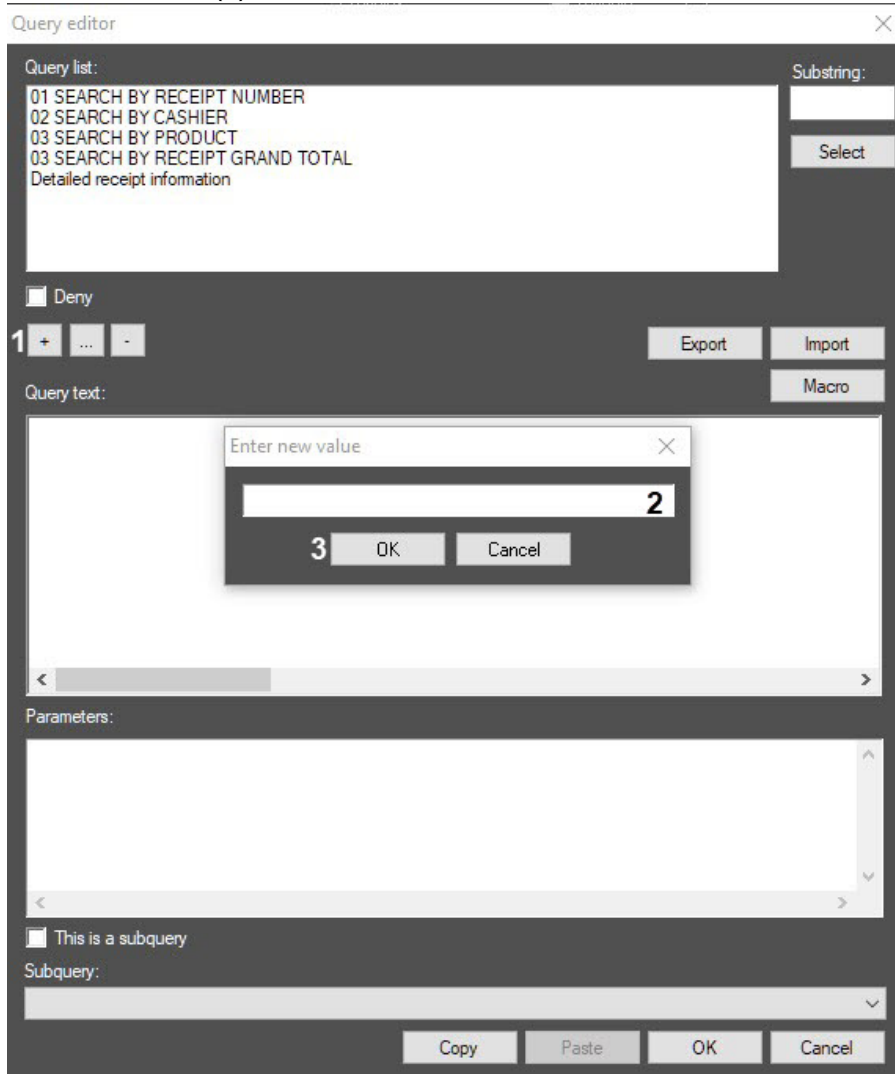 Query editor
Query list:
Substring:
01 SEARCH BY RECEIPT NUMBER
02 SEARCH BY CASHIER
03 SEARCH BY PRODUCT
03 SEARCH BY RECEIPT GRAND TOTAL
Detailed receipt information
Select
Deny
1 + ... -
Export Import
Macro
Query text:
Enter new value
2
3 OK Cancel
Parameters:
This is a subquery
Subquery:
Copy Paste OK Cancel